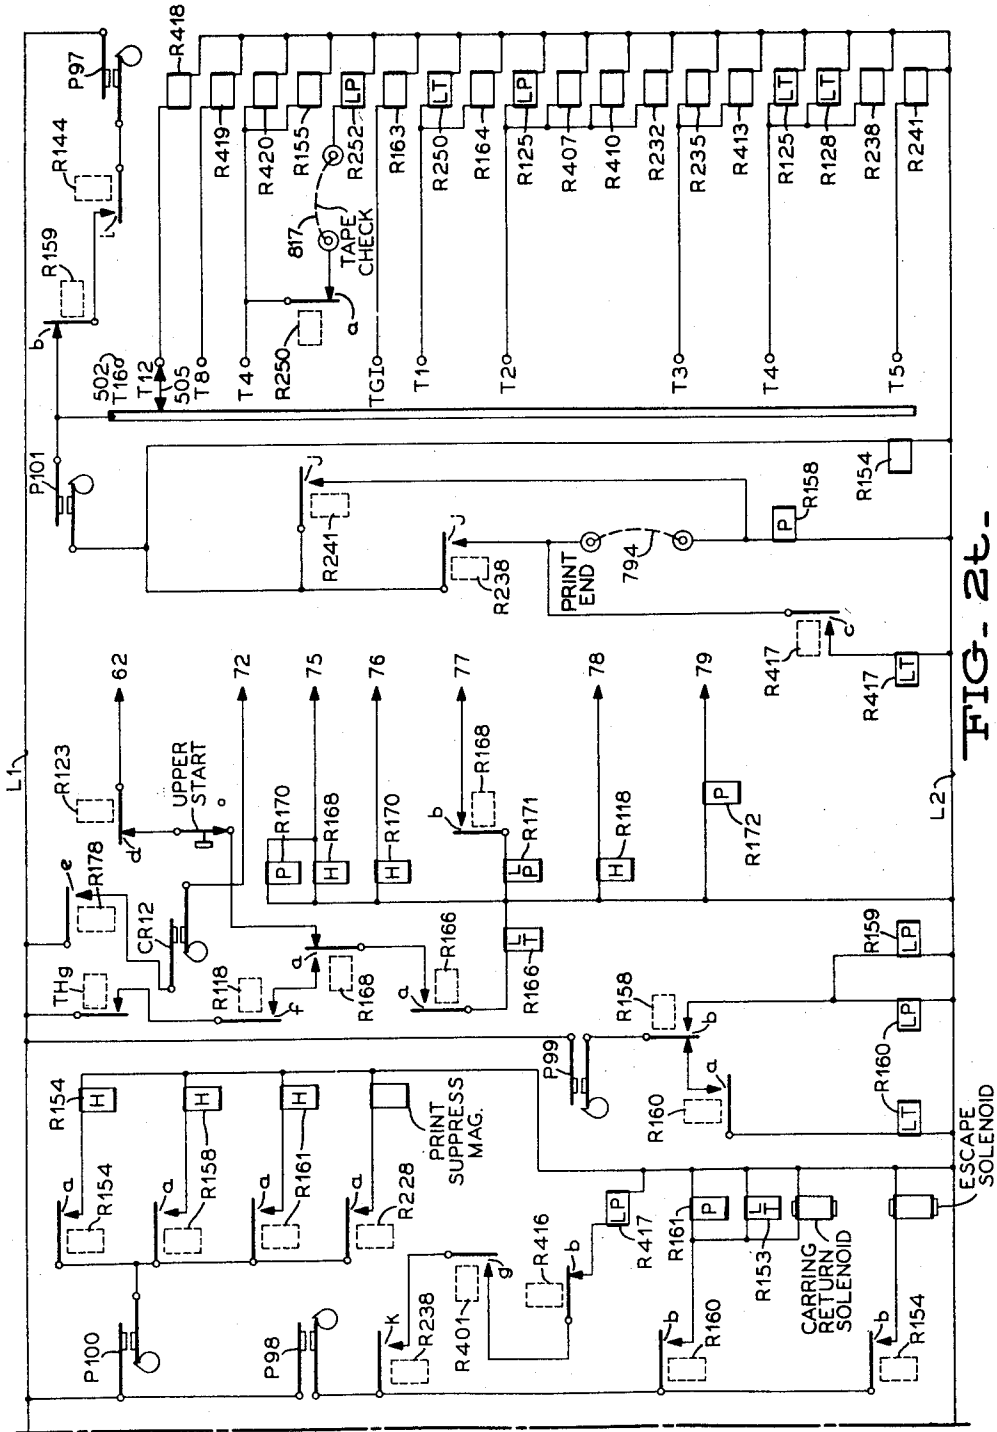 L1
P97
R144
i
R159
b
R418
R419
R420
R155
LP
R252
R163
LT
R250
R164
LP
R125
R407
R410
R232
R235
R413
LT
R125
LT
R128
R238
R241
817
TAPE
CHECK
a
R250
502
T16
T12
505
T8
T4
TGI
T1
T2
T3
T4
T5
P101
R241
j
R238
j
PRINT
END
794
P
R158
R154
R417
c
LT
R417
62
72
75
76
77
78
79
R123
d
UPPER
START
e
R178
CR12
THg
R118
f
a
R168
P
R170
H
R168
H
R170
b
R168
LP
R171
H
R118
P
R172
a
R166
LT
R166
L2
R159
LP
R158
b
LP
R160
P99
R160
a
LT
ESCAPE
SOLENOID
R154
H
a
R154
H
R158
a
R158
H
R161
a
R161
PRINT
SUPPRESS
MAG.
a
R228
P100
P98
k
R238
R401
g
R416
b
LP
R417
R161
P
LT
R153
CARRING
RETURN
SOLENOID
b
R160
b
R154
FIG. 2t.